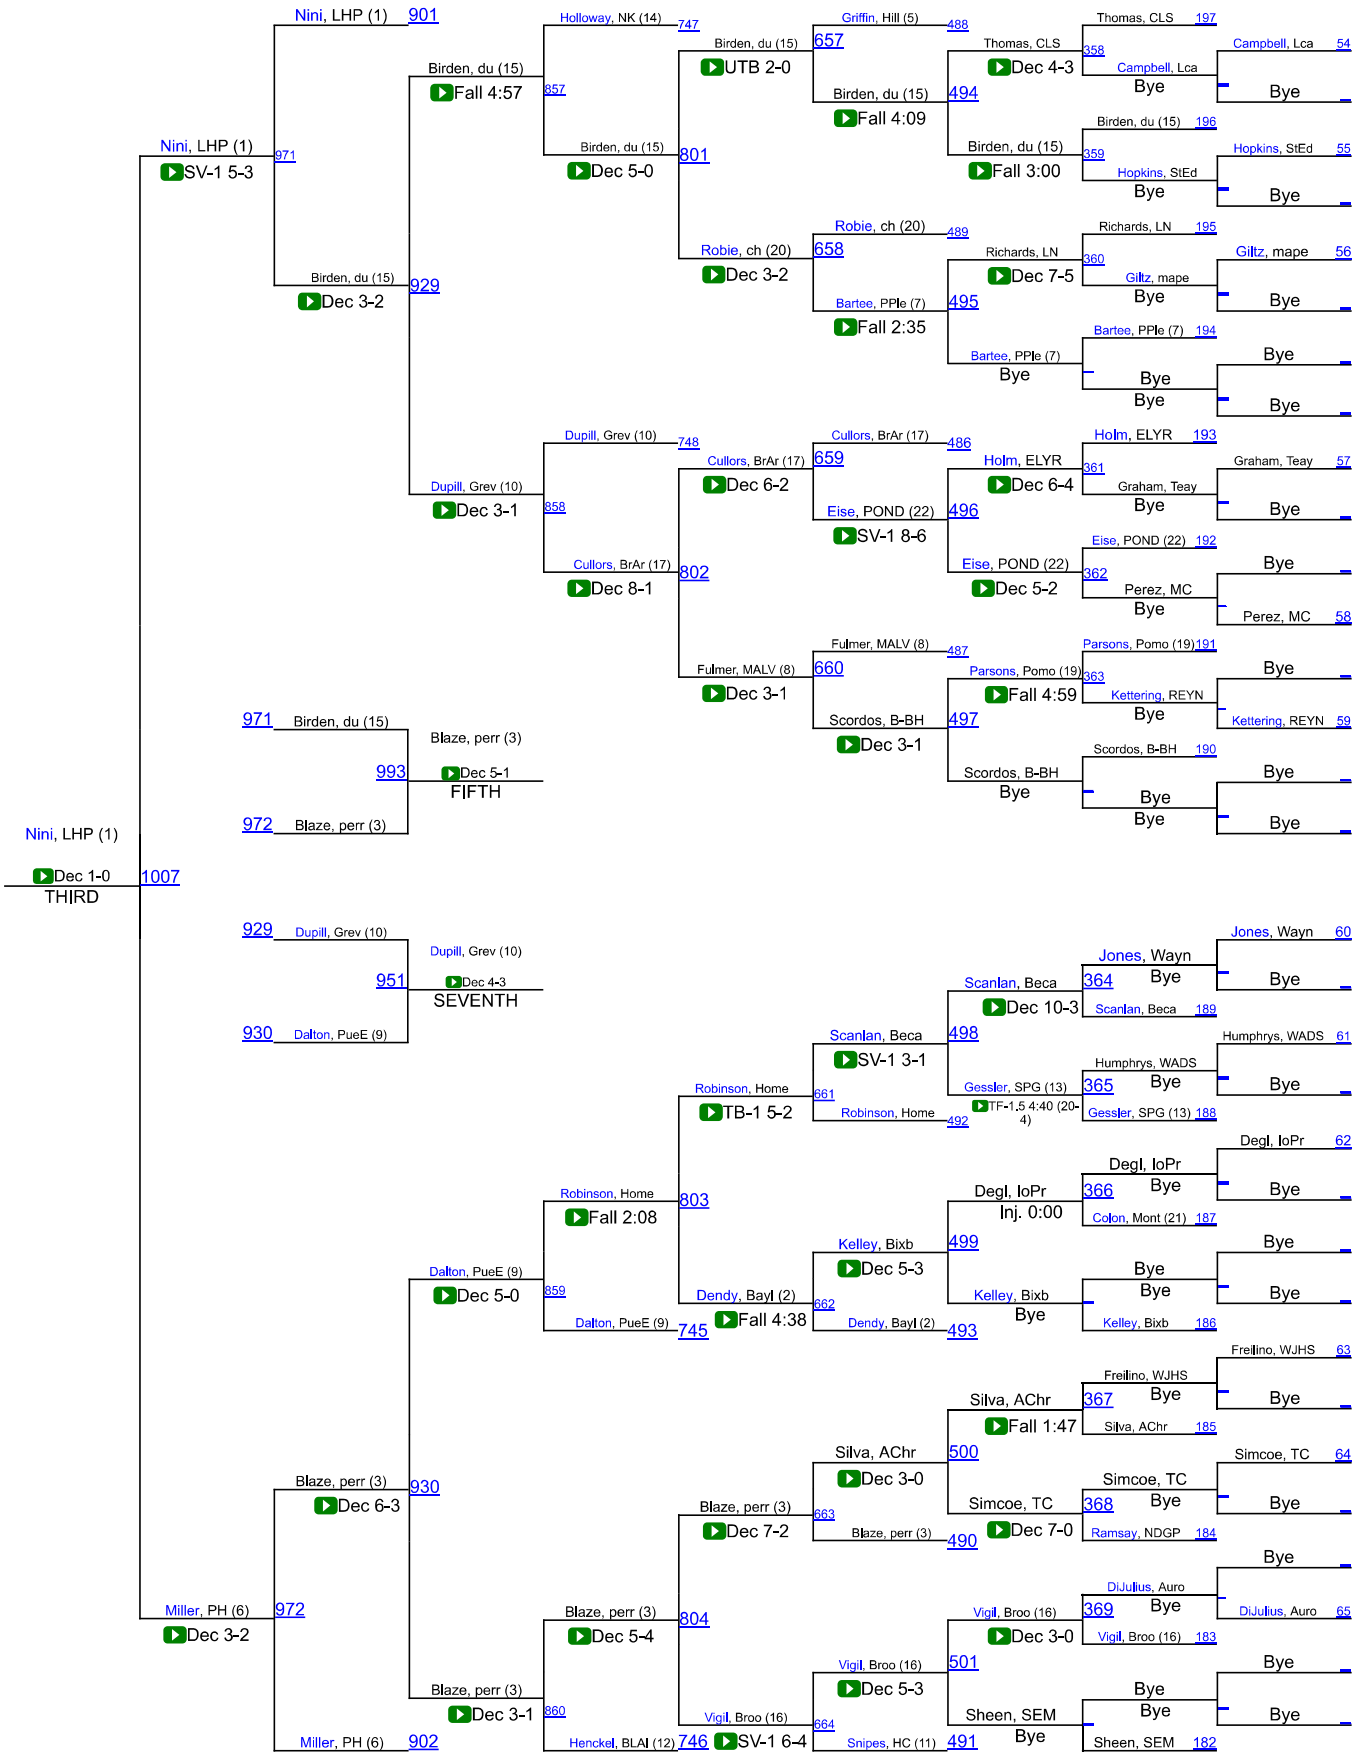 Nini, LHP (1) 901 Holloway, NK (14) 747 Griffin, Hill (5) 488 Thomas, CLS 197
Birden, du (15) 657 Thomas, CLS 358 Campbell, Lca 54
UTB 2-0 Dec 4-3 Campbell, Lca
Birden, du (15) Bye Bye
Fall 4:57 857 Birden, du (15) 494
Fall 4:09 Birden, du (15) 196
Nini, LHP (1) 971 Birden, du (15) 801 Birden, du (15) 359 Hopkins, StEd 55
SV-1 5-3 Dec 5-0 Fall 3:00 Hopkins, StEd
Bye Bye
Robie, ch (20) 489 Richards, LN 195
Robie, ch (20) 658 Richards, LN 360 Giltz, mape 56
Dec 3-2 Dec 7-5 Giltz, mape
Birden, du (15) 929 Bye Bye
Dec 3-2 Bartee, PPle (7) 495
Fall 2:35 Bartee, PPle (7) 194
Bartee, PPle (7) Bye
Bye Bye
Bye Bye
Dupill, Grev (10) 748 Cullors, BrAr (17) 486 Holm, ELYR 193
Cullors, BrAr (17) 659 Holm, ELYR 361 Graham, Teay 57
Dec 6-2 Dec 6-4 Graham, Teay
Dupill, Grev (10) Bye Bye
Dec 3-1 858 Eise, POND (22) 496
SV-1 8-6 Eise, POND (22) 192
Cullors, BrAr (17) 802 Eise, POND (22) 362 Bye
Dec 8-1 Dec 5-2 Perez, MC
Bye Perez, MC 58
Fulmer, MALV (8) 487 Parsons, Pomo (19) 191
Fulmer, MALV (8) 660 Parsons, Pomo (19) 363 Bye
Dec 3-1 Fall 4:59 Kettering, REYN
971 Birden, du (15) Scordos, B-BH 497 Bye Kettering, REYN 59
Blaze, perr (3) Dec 3-1 Scordos, B-BH 190
993 Dec 5-1 Scordos, B-BH Bye
FIFTH Bye Bye
972 Blaze, perr (3) Bye Bye
Nini, LHP (1)
Dec 1-0 1007
THIRD
929 Dupill, Grev (10) Jones, Wayn 60
Dupill, Grev (10) Jones, Wayn
951 Dec 4-3 Scanlan, Beca 364 Bye Bye
SEVENTH Dec 10-3 Scanlan, Beca 189
930 Dalton, PueE (9) Scanlan, Beca 498 Humphrys, WADS 61
SV-1 3-1 Humphrys, WADS
Robinson, Home 661 Gessler, SPG (13) 365 Bye Bye
TB-1 5-2 Robinson, Home 492 TF-1.5 4:40 (20-
4) Gessler, SPG (13) 188
Degl, IoPr 62
Degl, IoPr
Robinson, Home 803 Degl, IoPr 366 Bye Bye
Fall 2:08 Inj. 0:00 Colon, Mont (21) 187
Kelley, Bixb 499 Bye
Dalton, PueE (9) Dec 5-3 Bye
Dec 5-0 859 Dendy, Bayl (2) 662 Kelley, Bixb Bye Bye
Dalton, PueE (9) 745 Fall 4:38 Dendy, Bayl (2) 493 Bye Kelley, Bixb 186
Freilino, WJHS 63
Freilino, WJHS
Silva, AChr 367 Bye Bye
Fall 1:47 Silva, AChr 185
Silva, AChr 500 Simcoe, TC 64
Blaze, perr (3) 930 Dec 3-0 Simcoe, TC
Dec 6-3 Blaze, perr (3) 663 Simcoe, TC 368 Bye Bye
Dec 7-2 Blaze, perr (3) 490 Dec 7-0 Ramsay, NDGP 184
Bye
DiJulius, Auro
Miller, PH (6) 972 Blaze, perr (3) 804 Vigil, Broo (16) 369 Bye DiJulius, Auro 65
Dec 3-2 Dec 5-4 Dec 3-0 Vigil, Broo (16) 183
Vigil, Broo (16) 501 Bye
Blaze, perr (3) Dec 5-3 Bye
Dec 3-1 860 Vigil, Broo (16) 664 Sheen, SEM Bye Bye
Miller, PH (6) 902 Henckel, BLAI (12) 746 SV-1 6-4 Snipes, HC (11) 491 Bye Sheen, SEM 182